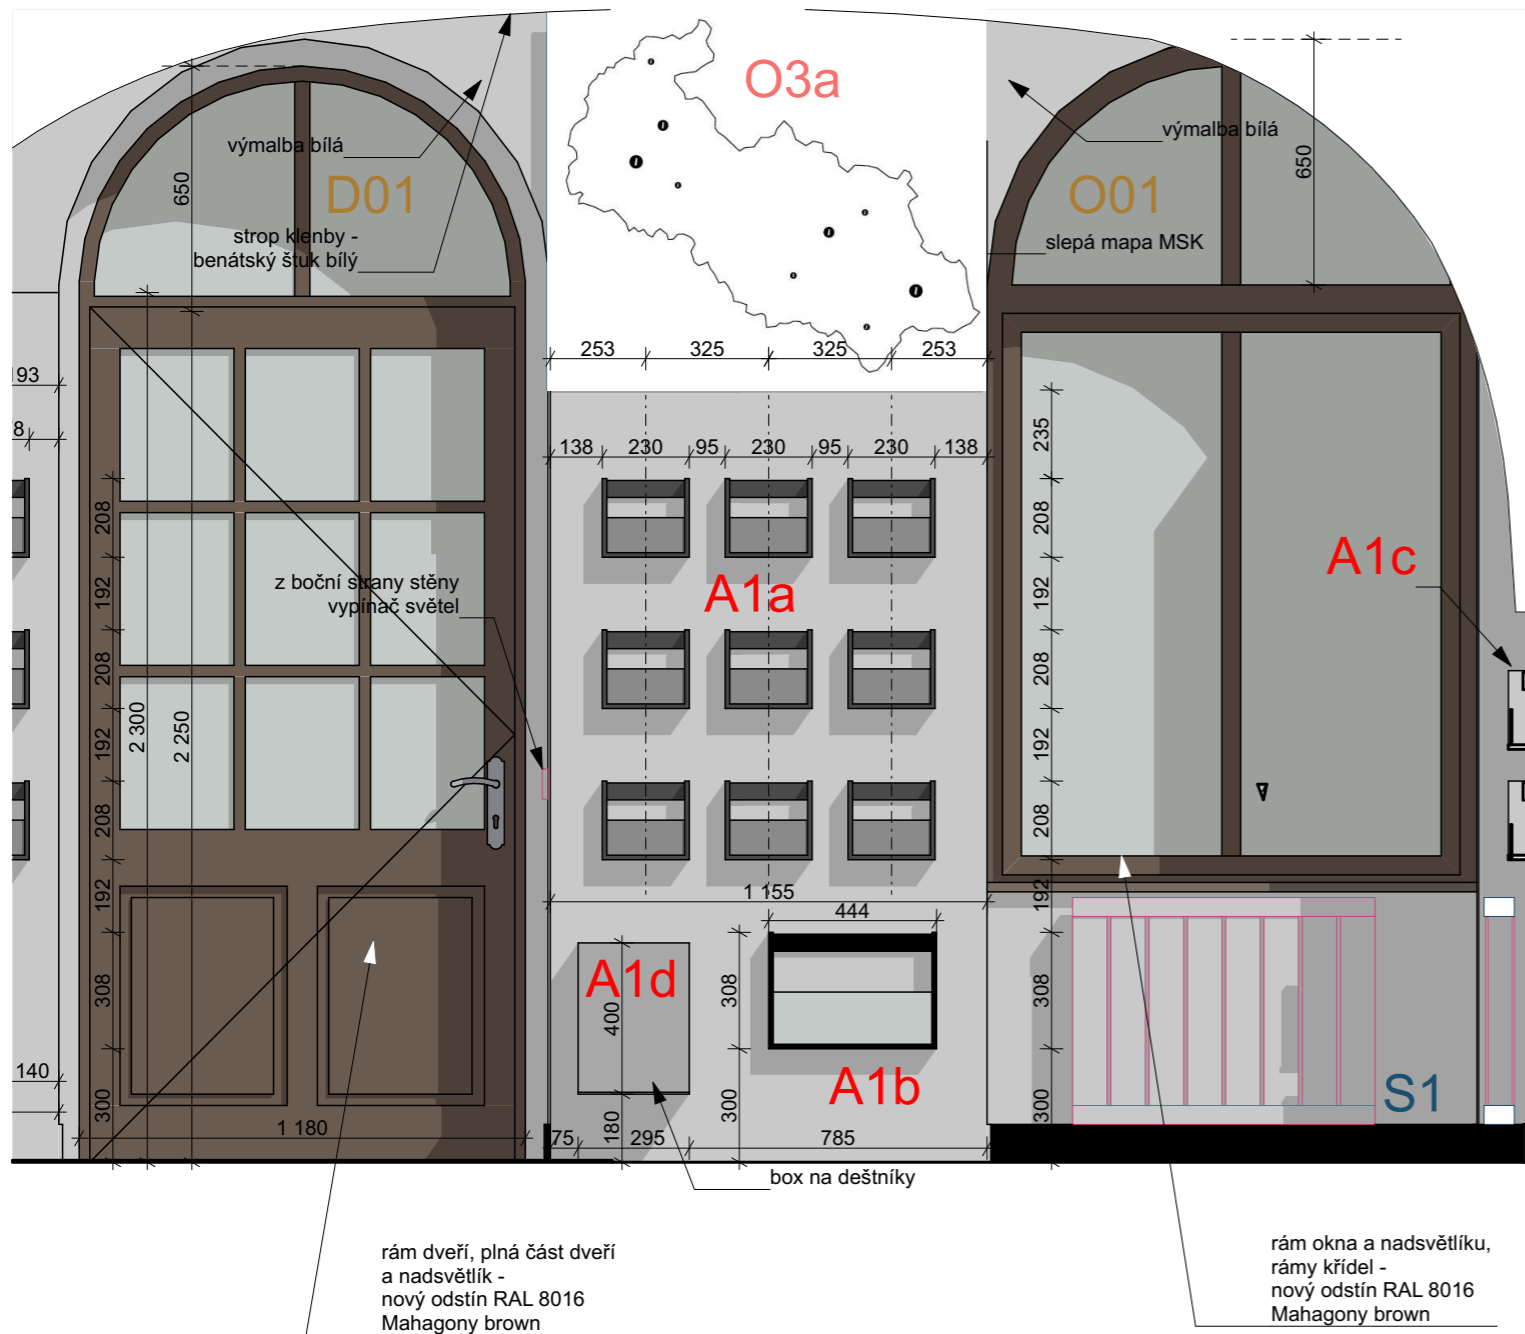 O3a
výmalba bílá
výmalba bílá
650
650
D01
O01
strop klenby -
benátský štuk bílý
slepá mapa MSK
253
325
325
253
93
8
138
230
95
230
95
230
138
235
208
192
208
192
208
192
308
300
2 300
2 250
208
192
208
192
208
192
308
300
A1c
z boční strany stěny
vypínač světel
A1a
1 155
444
A1d
400
308
A1b
S1
140
1 180
75
180
295
300
785
box na deštníky
rám dveří, plná část dveří
a nadsvětlík -
nový odstín RAL 8016
Mahagony brown
rám okna a nadsvětlíku,
rámy křídel -
nový odstín RAL 8016
Mahagony brown